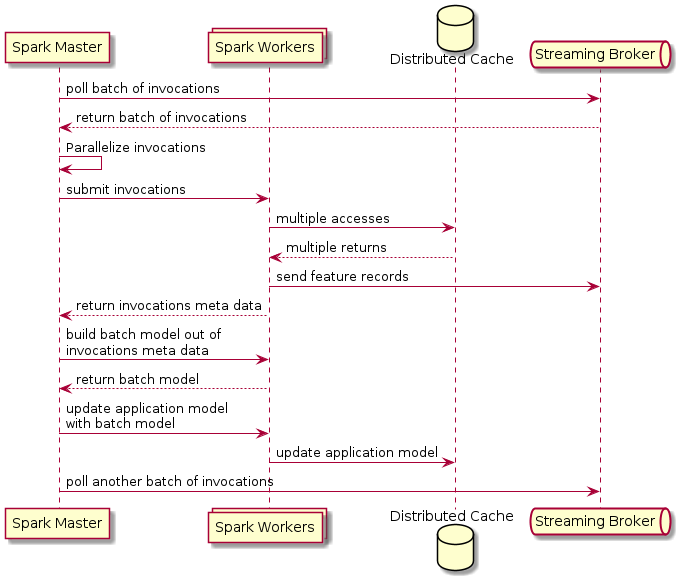 Spark Master
Spark Workers
Distributed Cache
Streaming Broker
poll batch of invocations
return batch of invocations
Parallelize invocations
submit invocations
multiple accesses
multiple returns
send feature records
return invocations meta data
build batch model out of
invocations meta data
return batch model
update application model
with batch model
update application model
poll another batch of invocations
Spark Master
Spark Workers
Distributed Cache
Streaming Broker